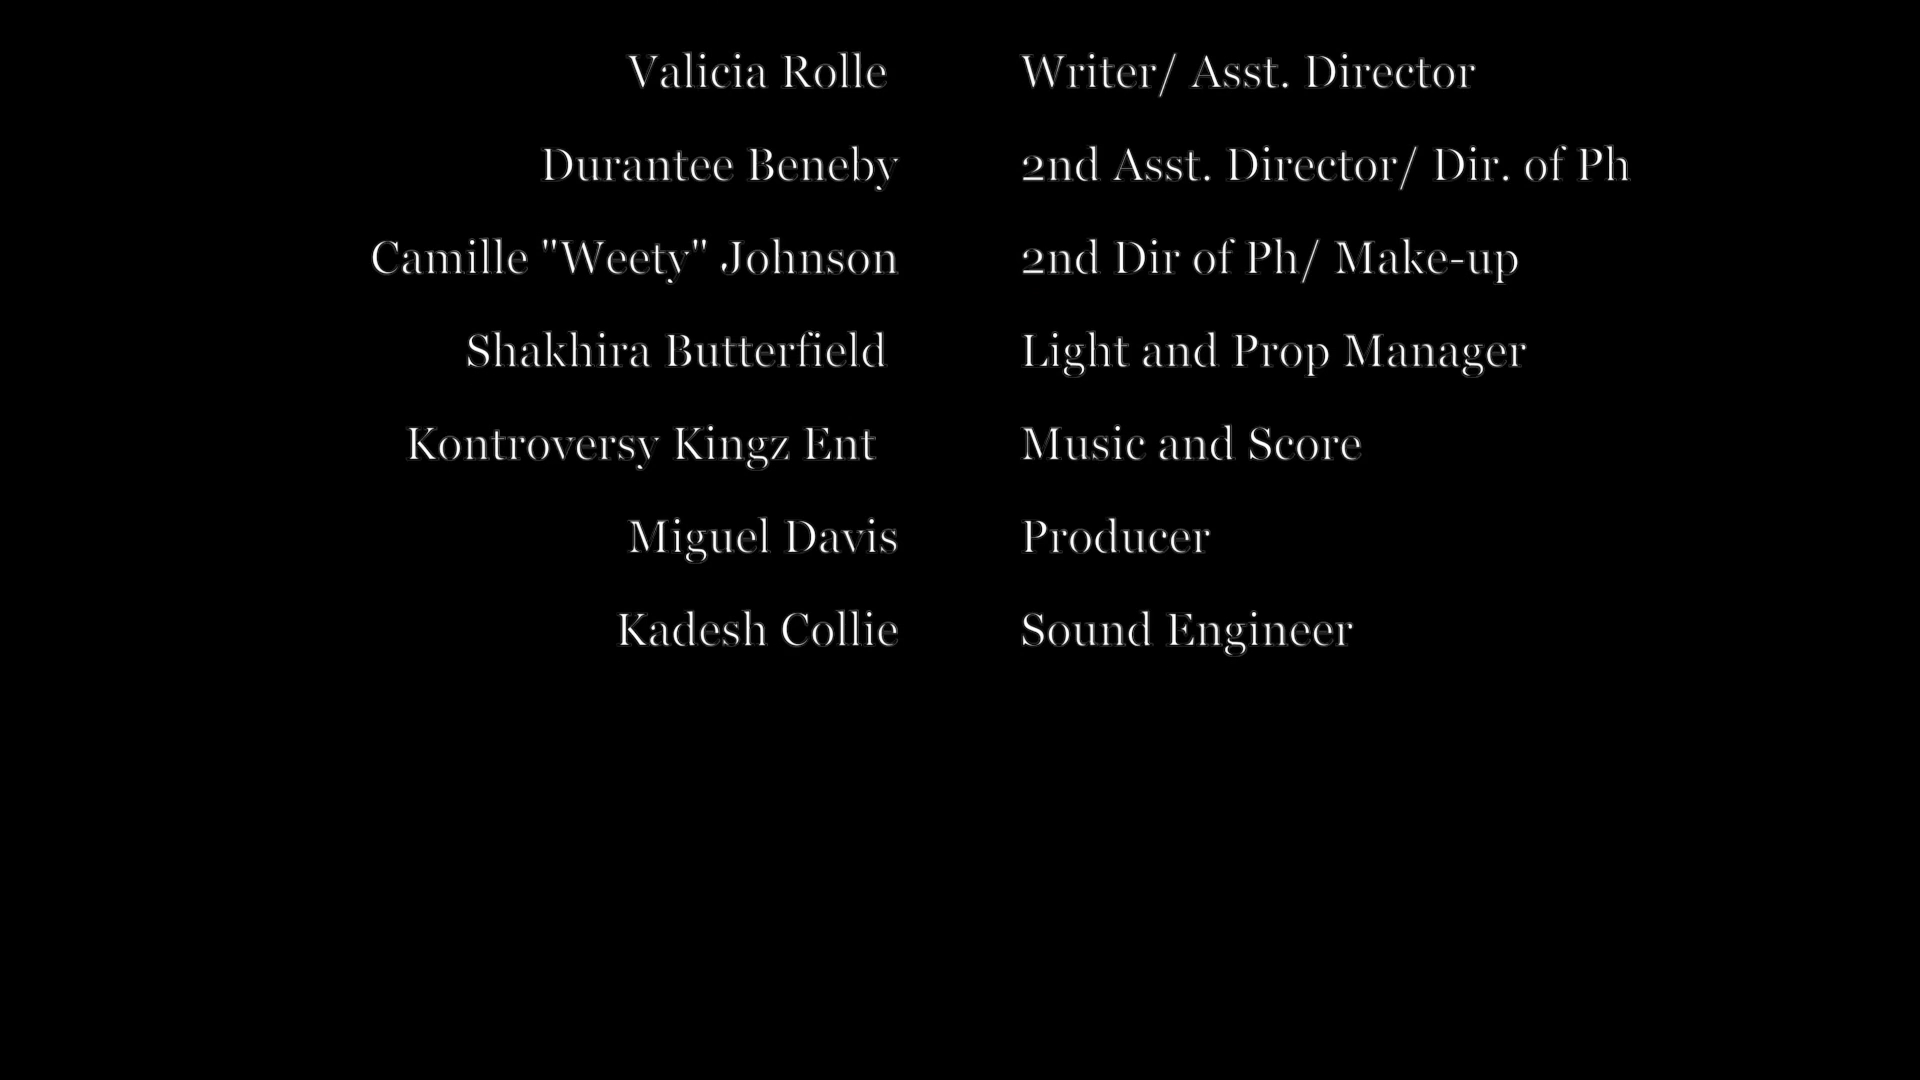 Valicia Rolle Writer/ Asst. Director
Durantee Beneby 2nd Asst. Director/ Dir. of Ph
Camille "Weety" Johnson 2nd Dir of Ph/ Make-up
Shakhira Butterfield Light and Prop Manager
Kontroversy Kingz Ent Music and Score
Miguel Davis Producer
Kadesh Collie Sound Engineer